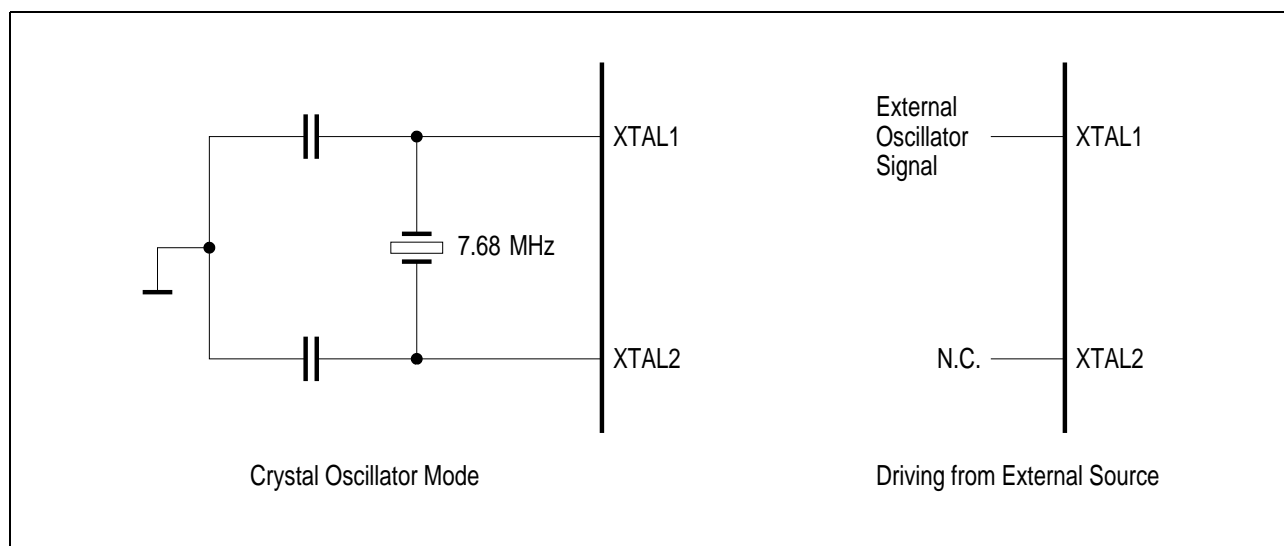 XTAL1
7.68 MHz
XTAL2
Crystal Oscillator Mode
External
Oscillator
Signal
XTAL1
N.C.
XTAL2
Driving from External Source